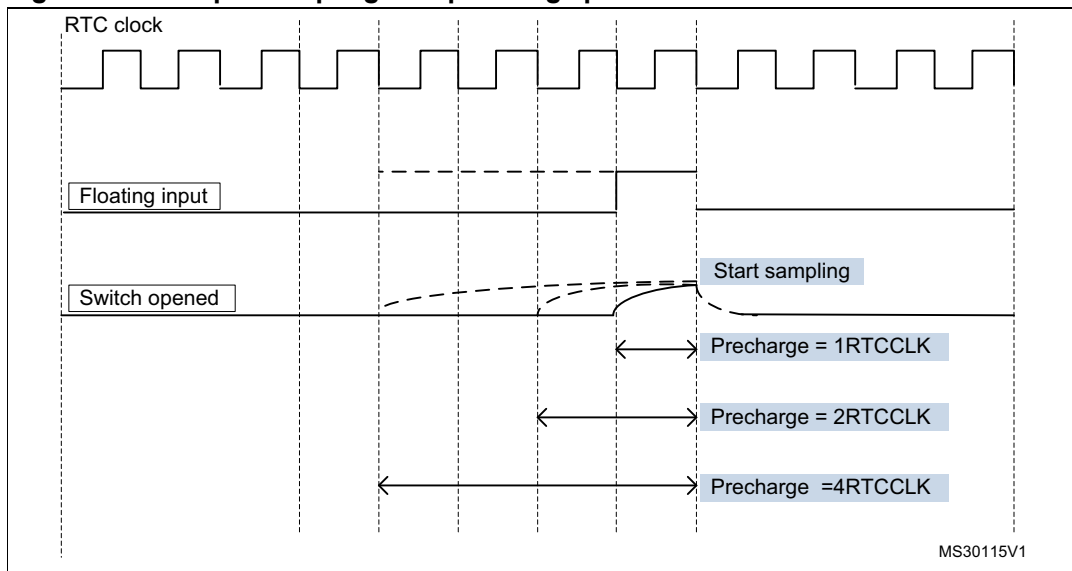 RTC clock
Floating input
Switch opened
Start sampling
Precharge = 1RTCCLK
Precharge = 2RTCCLK
Precharge =4RTCCLK
MS30115V1